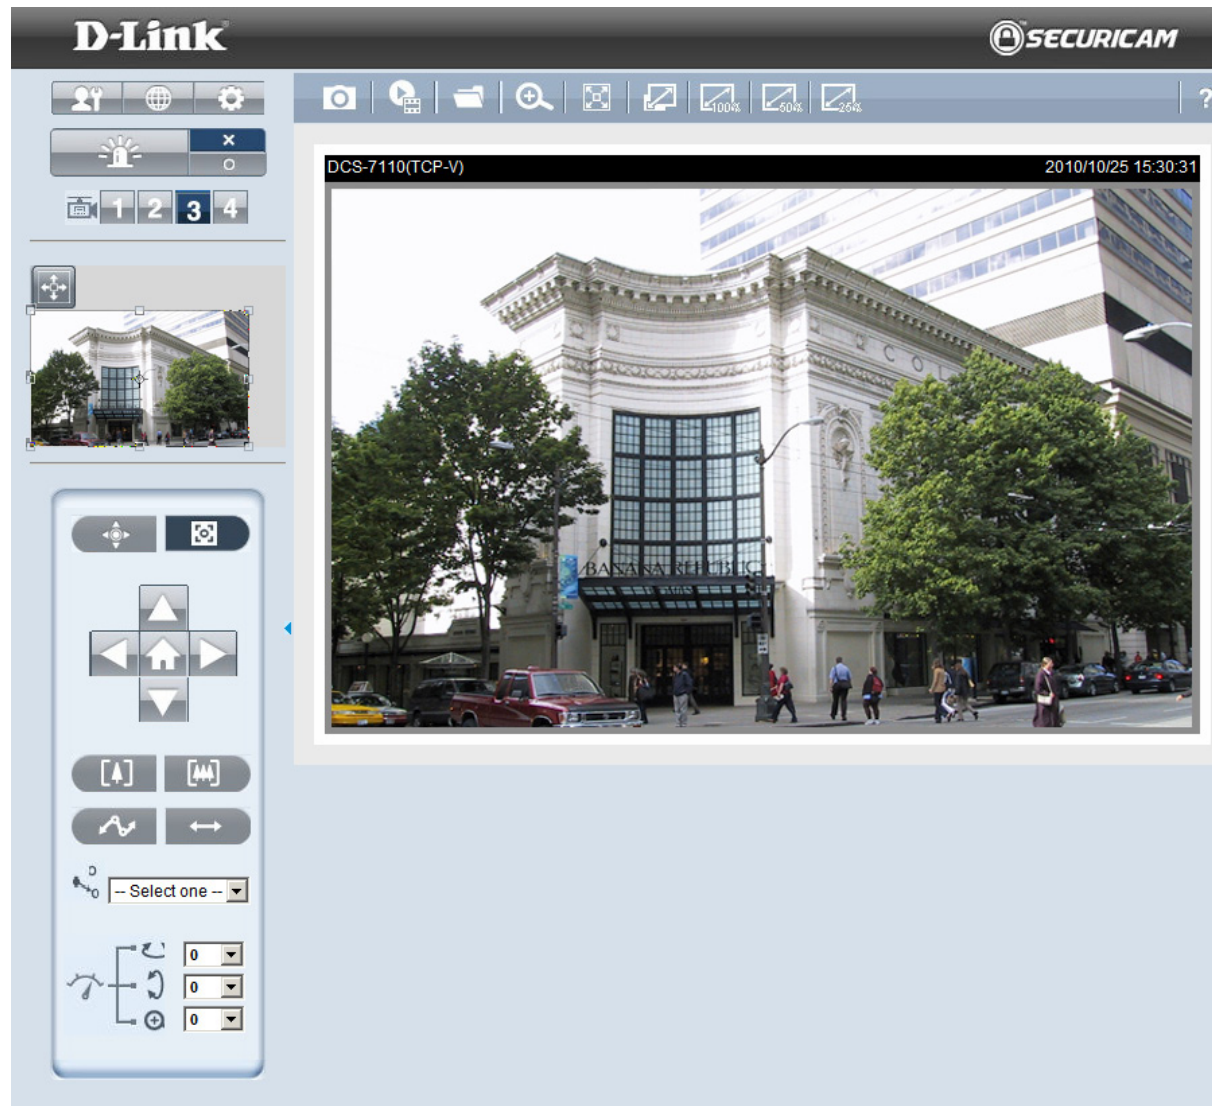 D-Link
SECURICAM
100%
50%
25%
?
1 2 3 4
DCS-7110(TCP-V) 2010/10/25 15:30:31
C O L
BANANA REPUBLIC
-- Select one --
0
0
0